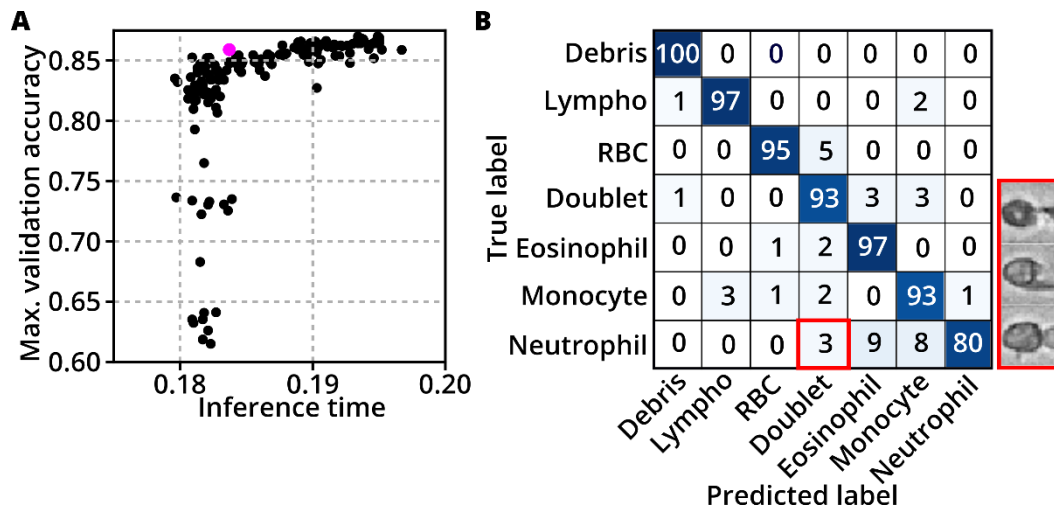 A
Max. validation accuracy
0.85
0.80
0.75
0.70
0.65
0.60
0.18 0.19 0.20
Inference time
B
True label
Debris 100 0 0 0 0 0 0
Lympho 1 97 0 0 0 2 0
RBC 0 0 95 5 0 0 0
Doublet 1 0 0 93 3 3 0
Eosinophil 0 0 1 2 97 0 0
Monocyte 0 3 1 2 0 93 1
Neutrophil 0 0 0 3 9 8 80
Debris Lympho RBC Doublet Eosinophil Monocyte Neutrophil
Predicted label